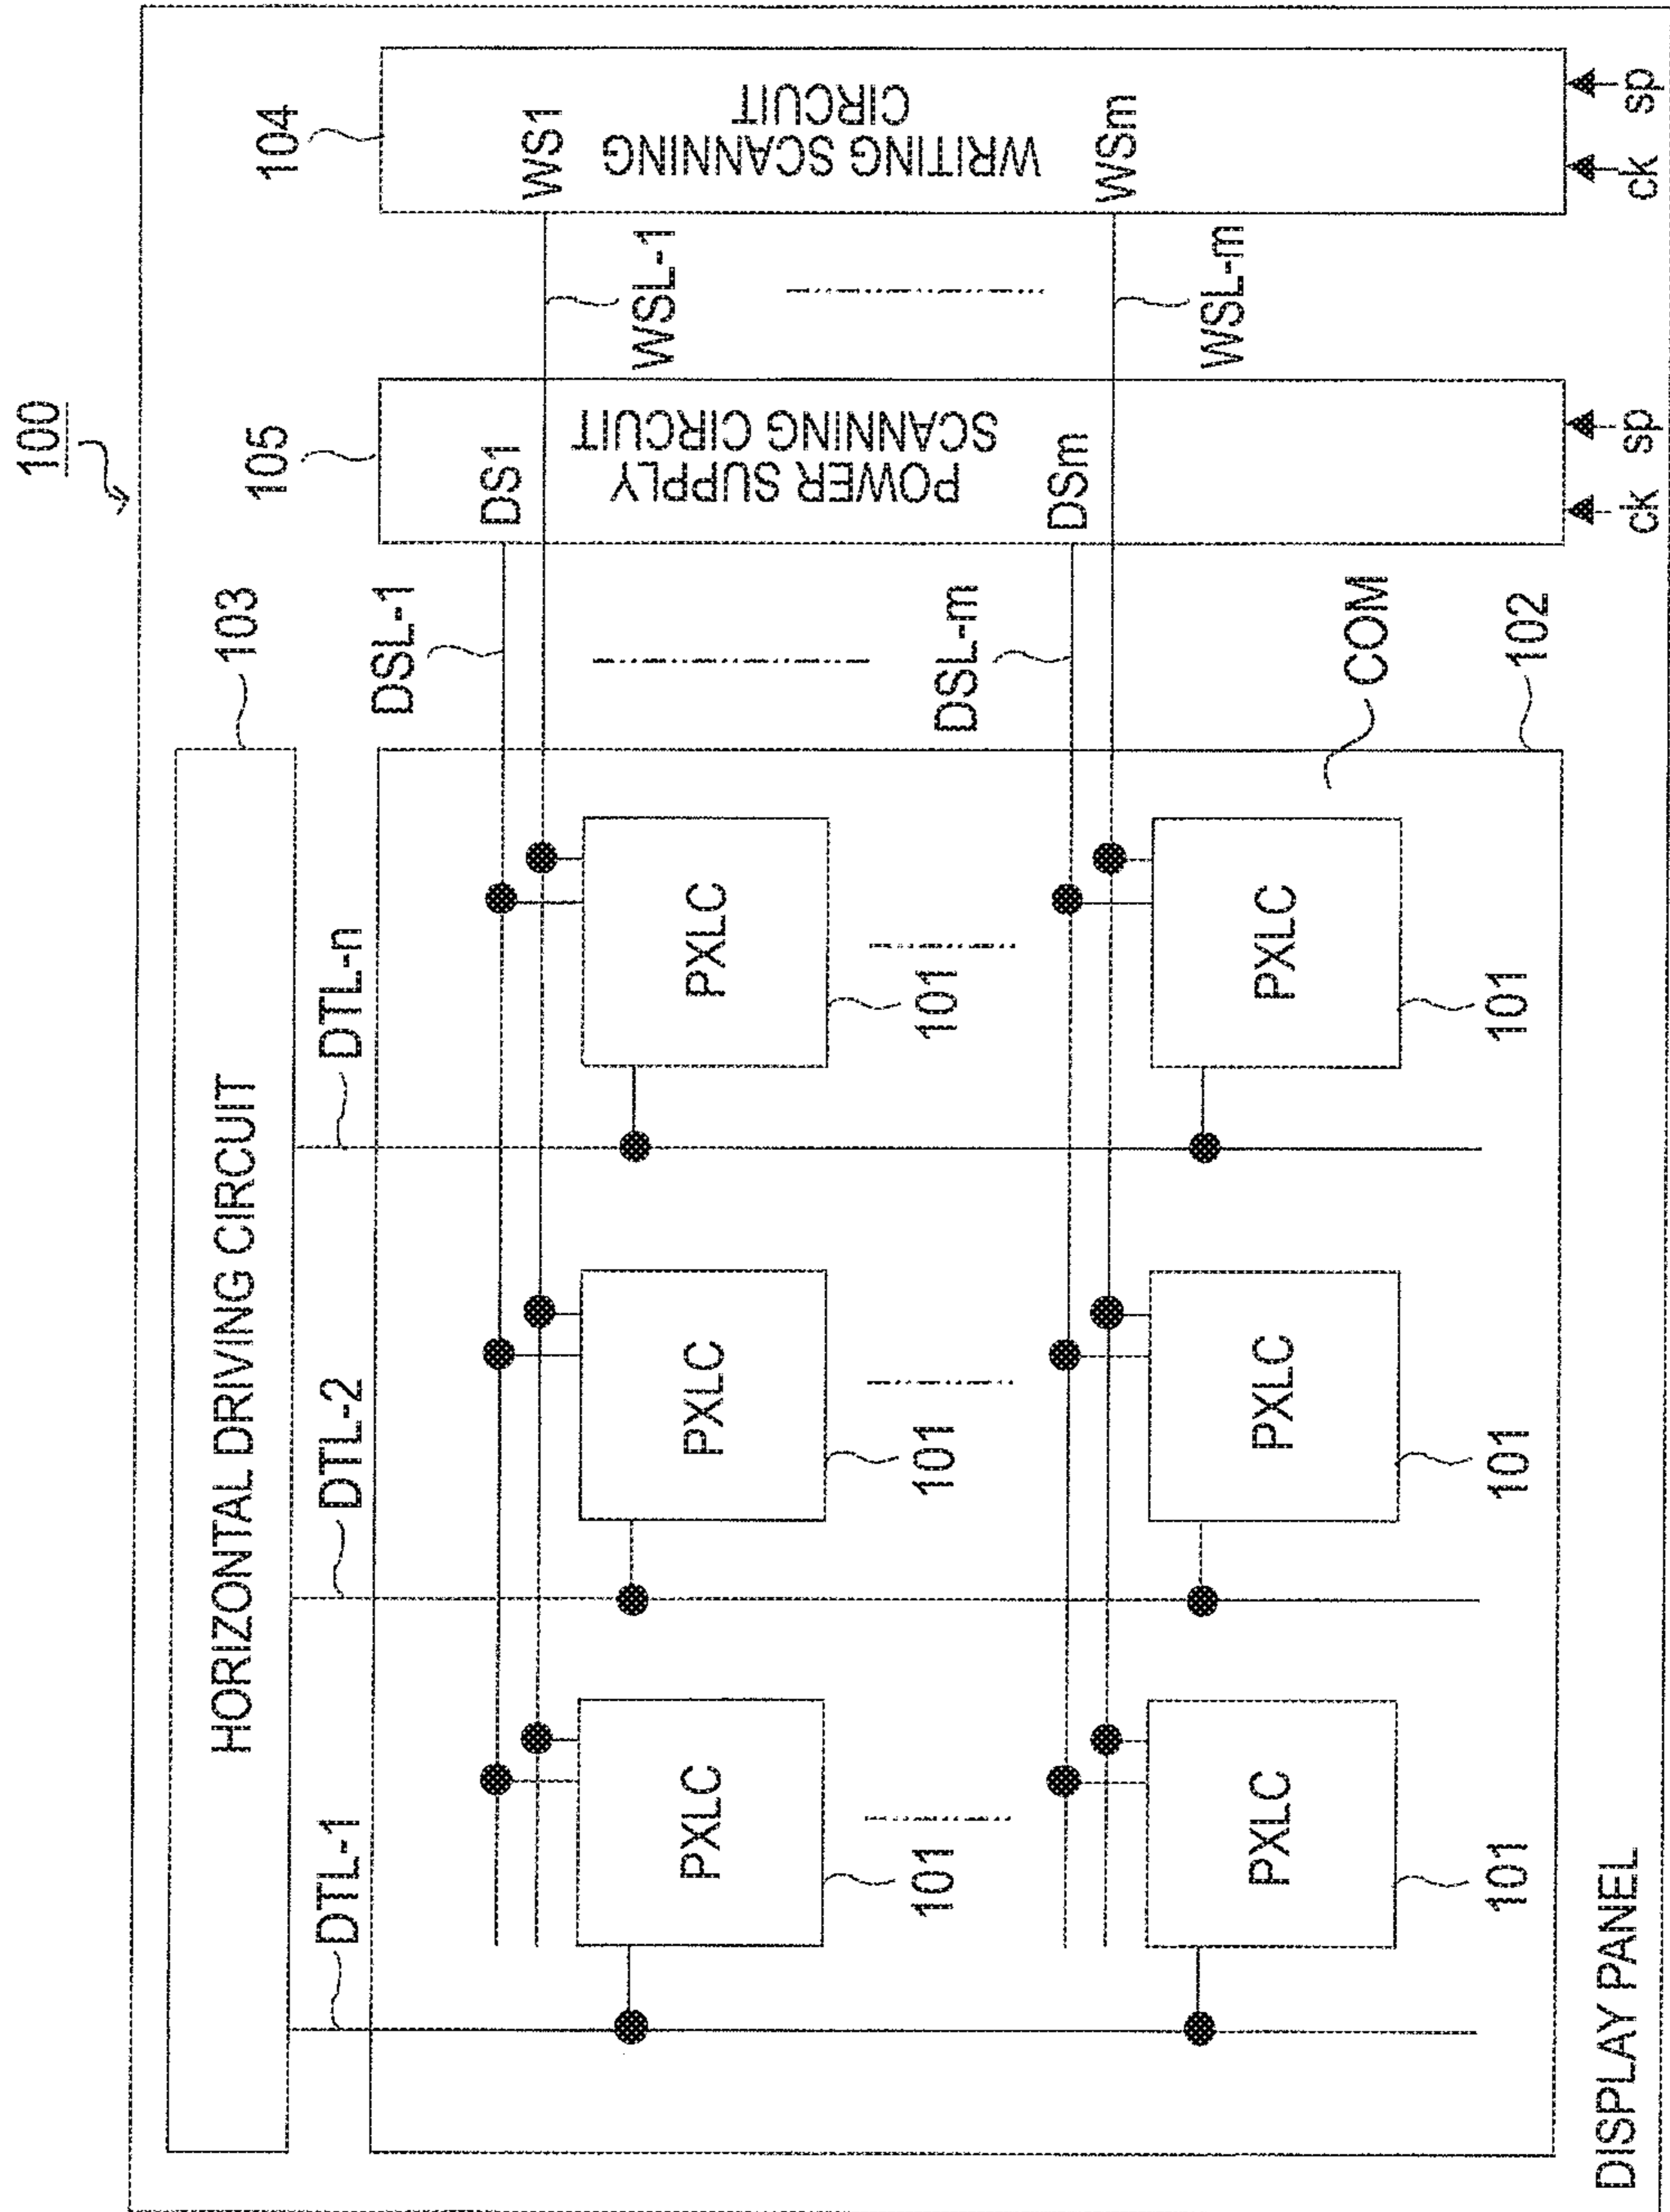 100
HORIZONTAL DRIVING CIRCUIT
103
105
104
DTL-1
DTL-2
DTL-n
DSL-1
DS1
WS1
WSL-1
PXLC
PXLC
PXLC
POWER SUPPLY
SCANNING CIRCUIT
WRITING SCANNING
CIRCUIT
101
101
101
DSL-m
DSm
WSm
WSL-m
PXLC
PXLC
PXLC
COM
101
101
101
102
DISPLAY PANEL
ck
sp
ck
sp